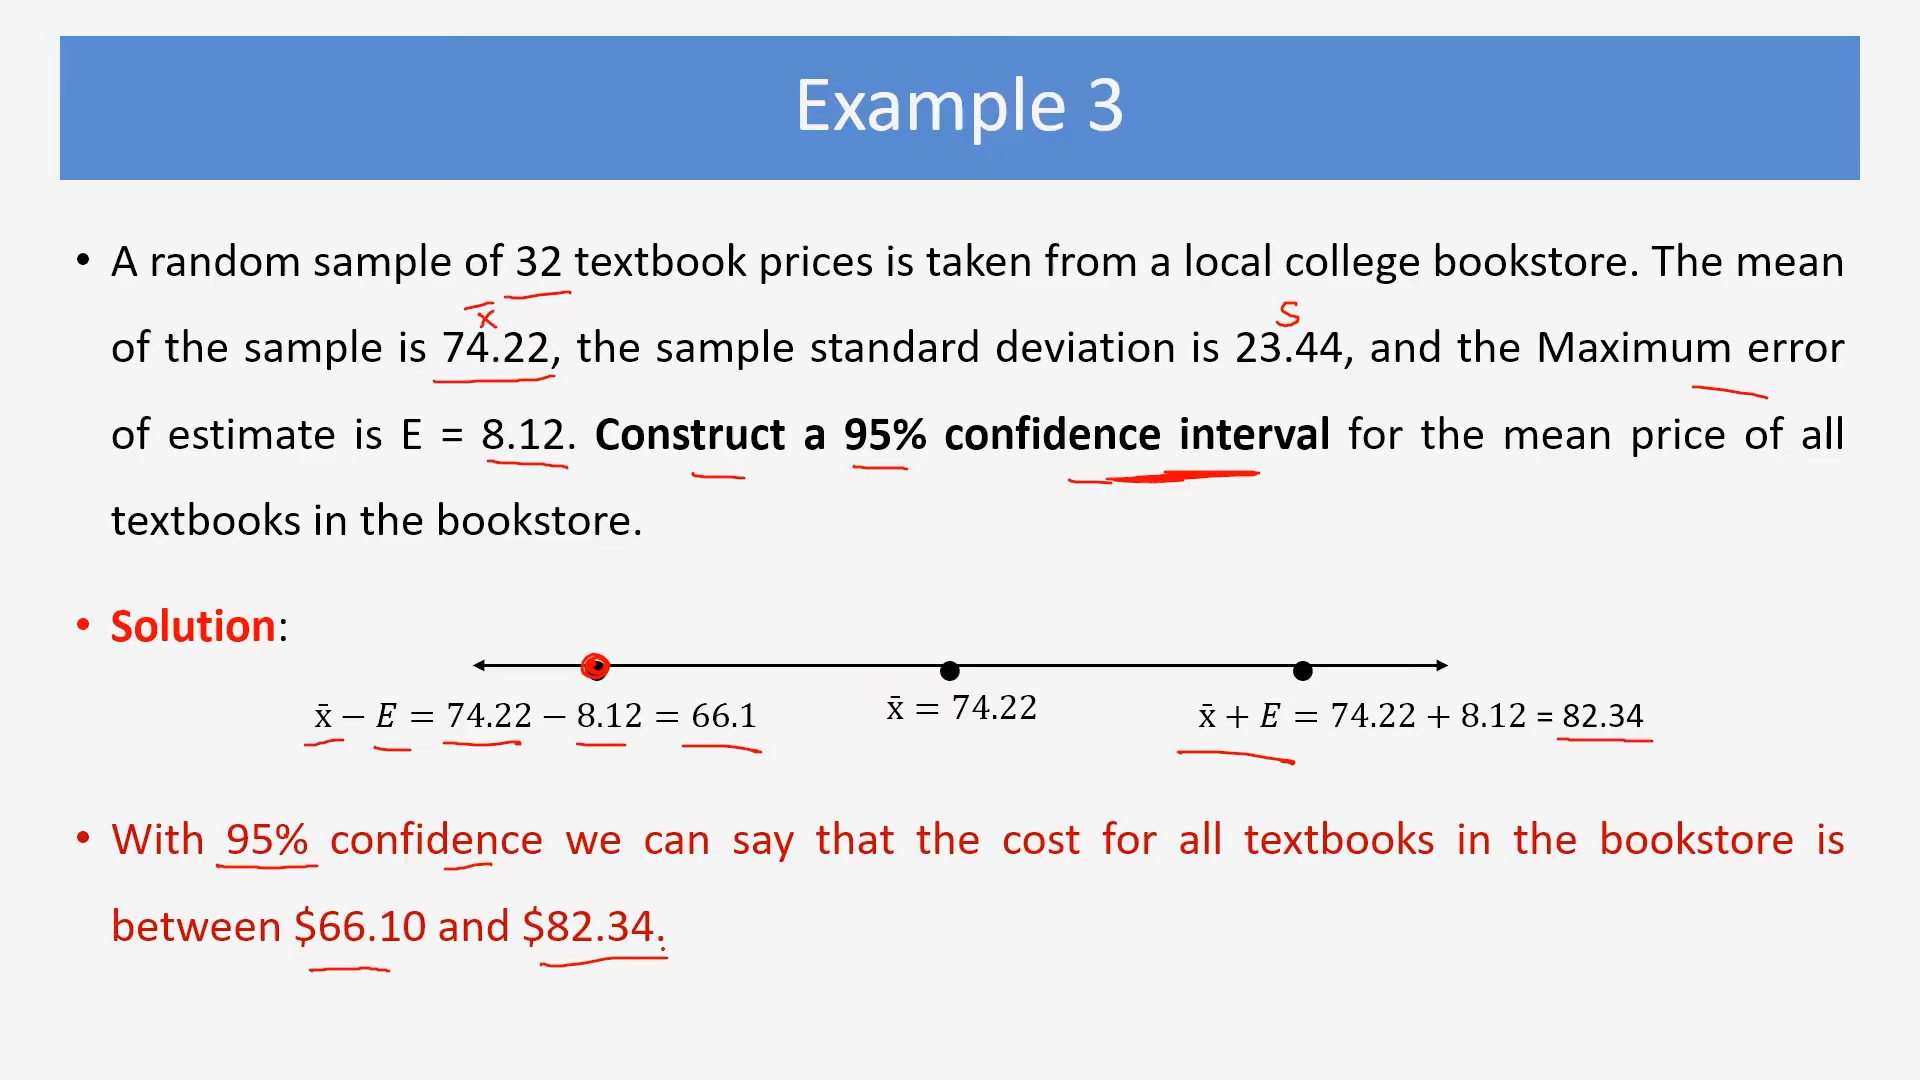 Example 3
• A random sample of 32 textbook prices is taken from a local college bookstore. The mean
x̄ S
of the sample is 74.22, the sample standard deviation is 23.44, and the Maximum error
of estimate is E = 8.12. Construct a 95% confidence interval for the mean price of all
textbooks in the bookstore.
• Solution:
x̄ − E = 74.22 − 8.12 = 66.1 x̄ = 74.22 x̄ + E = 74.22 + 8.12 = 82.34
• With 95% confidence we can say that the cost for all textbooks in the bookstore is
between $66.10 and $82.34.